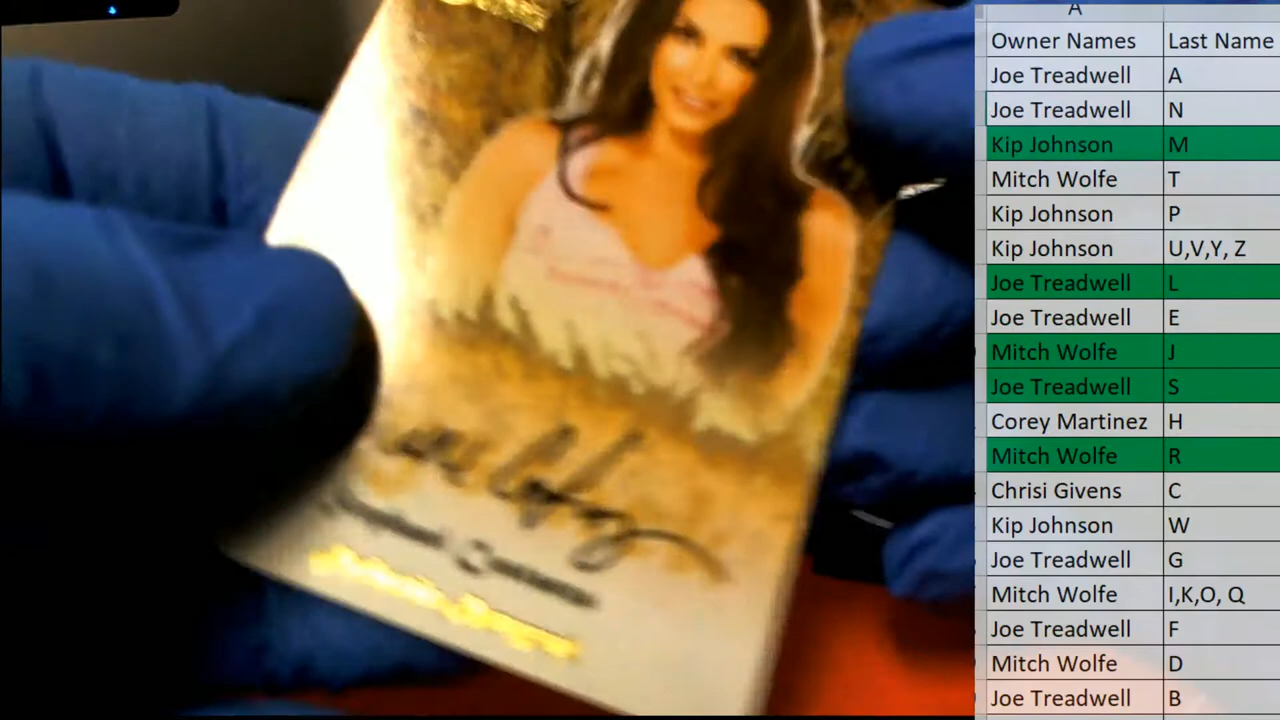 A
Owner Names Last Name
Joe Treadwell A
Joe Treadwell N
Kip Johnson M
Mitch Wolfe T
Kip Johnson P
Kip Johnson U,V,Y, Z
Joe Treadwell L
Joe Treadwell E
Mitch Wolfe J
Joe Treadwell S
Corey Martinez H
Mitch Wolfe R
Chrisi Givens C
Kip Johnson W
Joe Treadwell G
Mitch Wolfe I,K,O, Q
Joe Treadwell F
Mitch Wolfe D
Joe Treadwell B